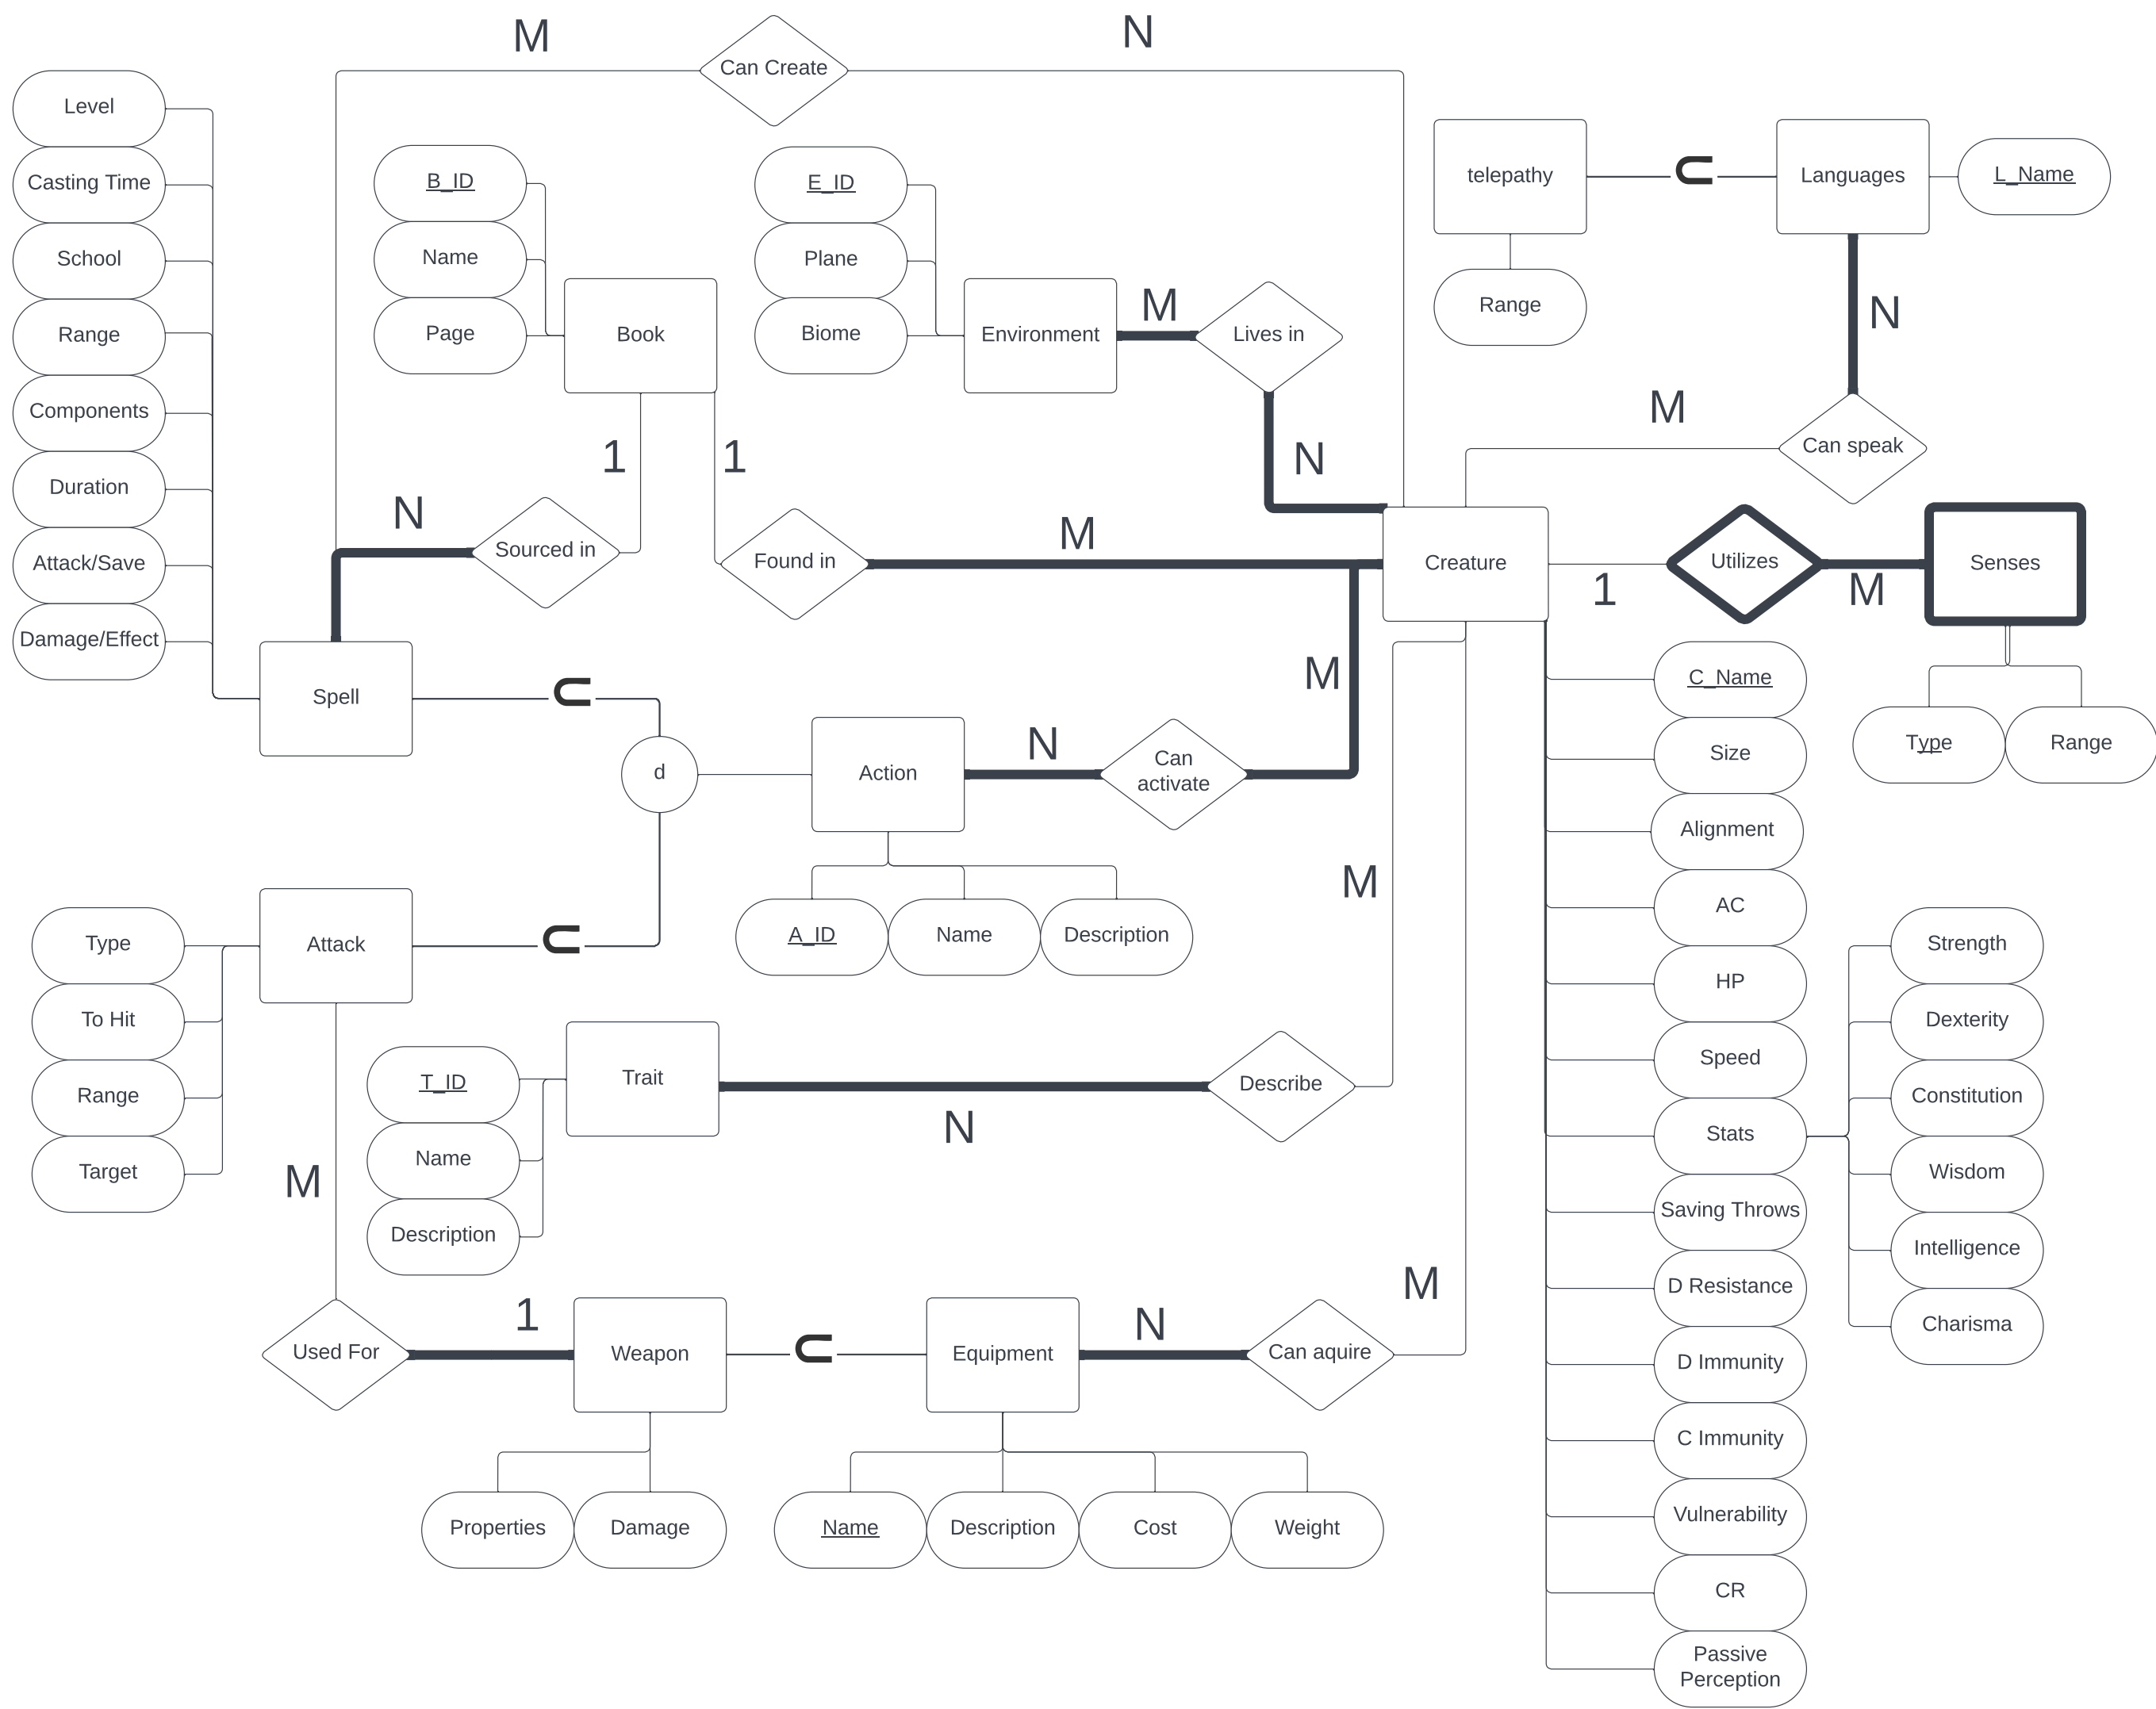 M
N
Can Create
Level
Casting Time
School
Range
Components
Duration
Attack/Save
Damage/Effect
B_ID
Name
Page
Book
E_ID
Plane
Biome
Environment
M
Lives in
N
telepathy
⊂
Languages
L_Name
Range
N
M
Can speak
1
1
N
Sourced in
Found in
M
Creature
1
Utilizes
M
Senses
Type
Range
Spell
⊂
d
Action
N
Can
activate
M
A_ID
Name
Description
Attack
⊂
Type
To Hit
Range
Target
M
T_ID
Name
Description
Trait
N
Describe
M
Used For
1
Weapon
⊂
Equipment
N
Can aquire
M
Properties
Damage
Name
Description
Cost
Weight
C_Name
Size
Alignment
AC
HP
Speed
Stats
Saving Throws
D Resistance
D Immunity
C Immunity
Vulnerability
CR
Passive
Perception
Strength
Dexterity
Constitution
Wisdom
Intelligence
Charisma